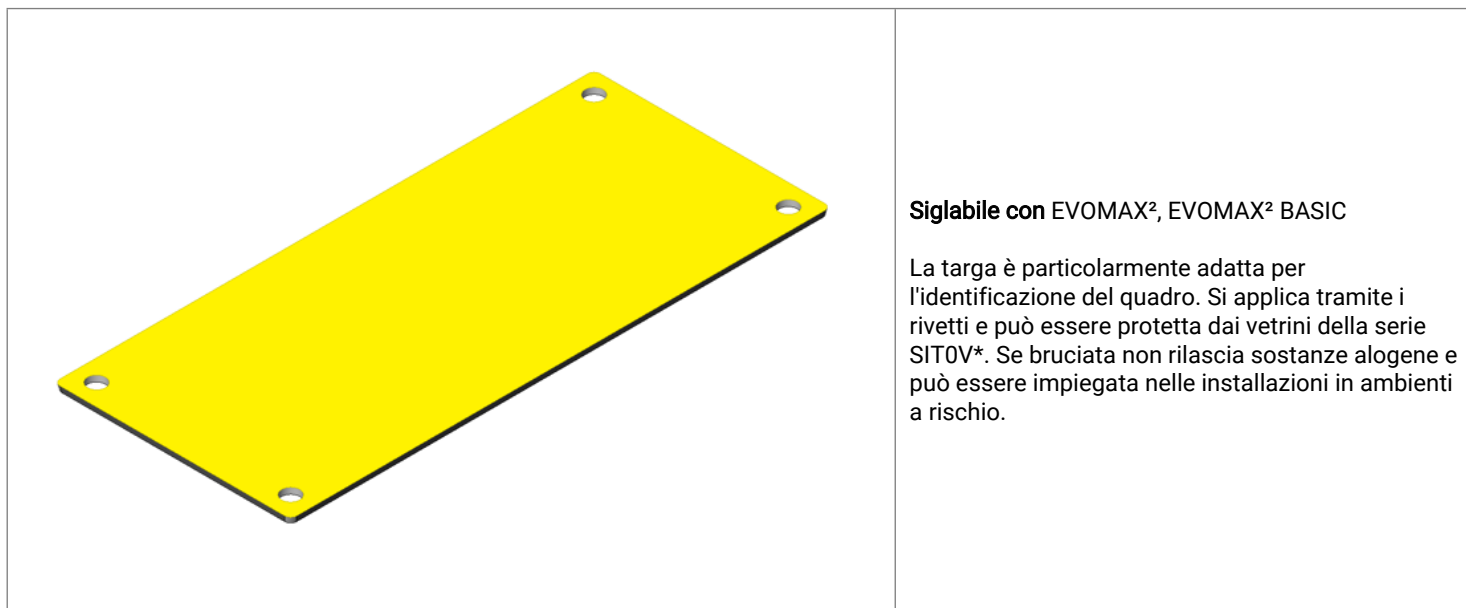 Siglabile con EVOMAX², EVOMAX² BASIC
La targa è particolarmente adatta per
l'identificazione del quadro. Si applica tramite i
rivetti e può essere protetta dai vetrini della serie
SIT0V*. Se bruciata non rilascia sostanze alogene e
può essere impiegata nelle installazioni in ambienti
a rischio.